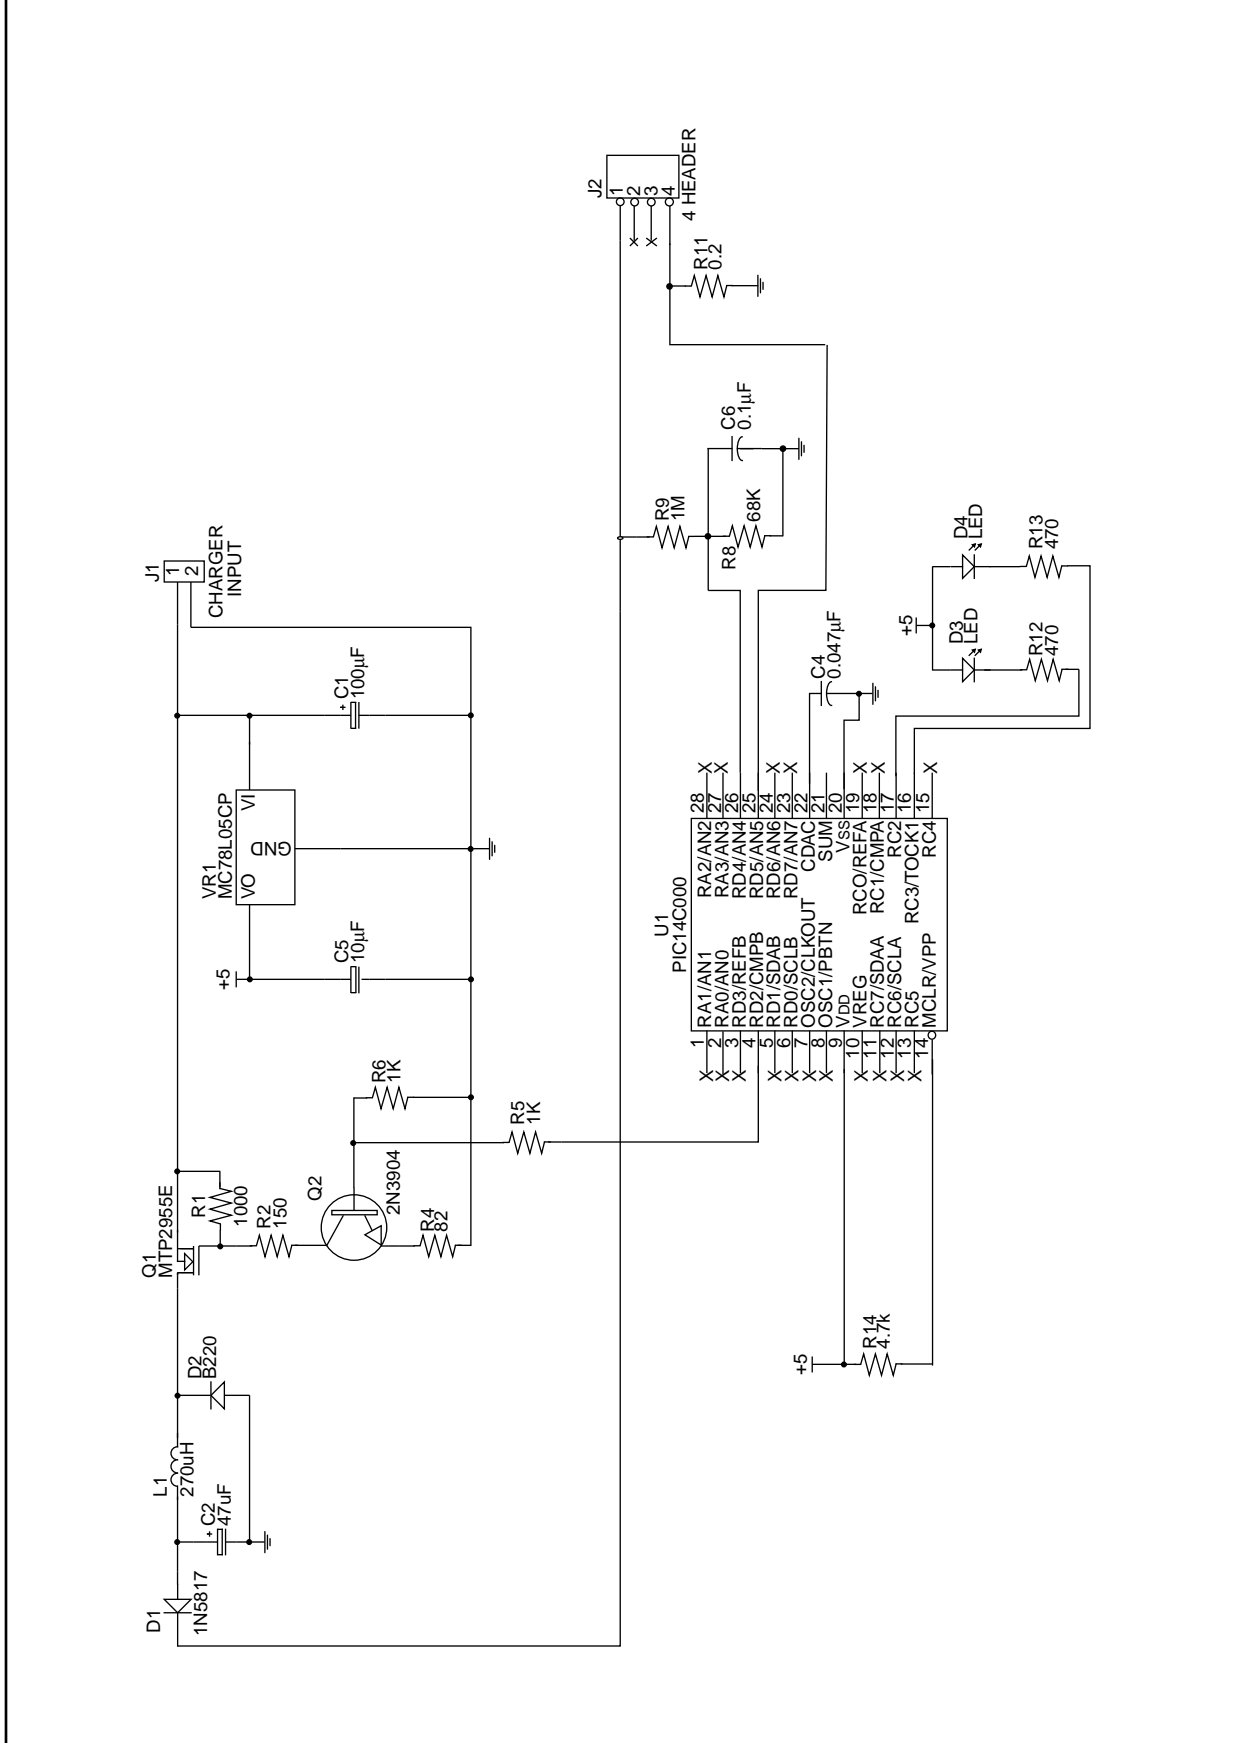 J2
1
2
3
4
4 HEADER
R11
0.2
C6
0.1µF
R9
1M
R8
68K
J1
1
2
CHARGER
INPUT
D4
LED
R13
470
+5
D3
LED
R12
470
C1
+
100µF
C4
0.047µF
VR1
MC78L05CP
VI
GND
VO
+5
C5
10µF
U1
PIC14C000
28
27
26
25
24
23
22
21
20
19
18
17
16
15
RA2/AN2
RA3/AN3
RD4/AN4
RD5/AN5
RD6/AN6
RD7/AN7
CDAC
SUM
VSS
RCO/REFA
RC1/CMPA
RC2
RC3/TOCK1
RC4
RA1/AN1
RA0/AN0
RD3/REFB
RD2/CMPB
RD1/SDAB
RD0/SCLB
OSC2/CLKOUT
OSC1/PBTN
VDD
VREG
RC7/SDAA
RC6/SCLA
RC5
MCLR/VPP
1
2
3
4
5
6
7
8
9
10
11
12
13
14
R6
1K
R5
1K
Q1
MTP2955E
R1
1000
R2
150
Q2
2N3904
R4
82
+5
R14
4.7k
D2
B220
L1
270uH
C2
+
47uF
D1
1N5817